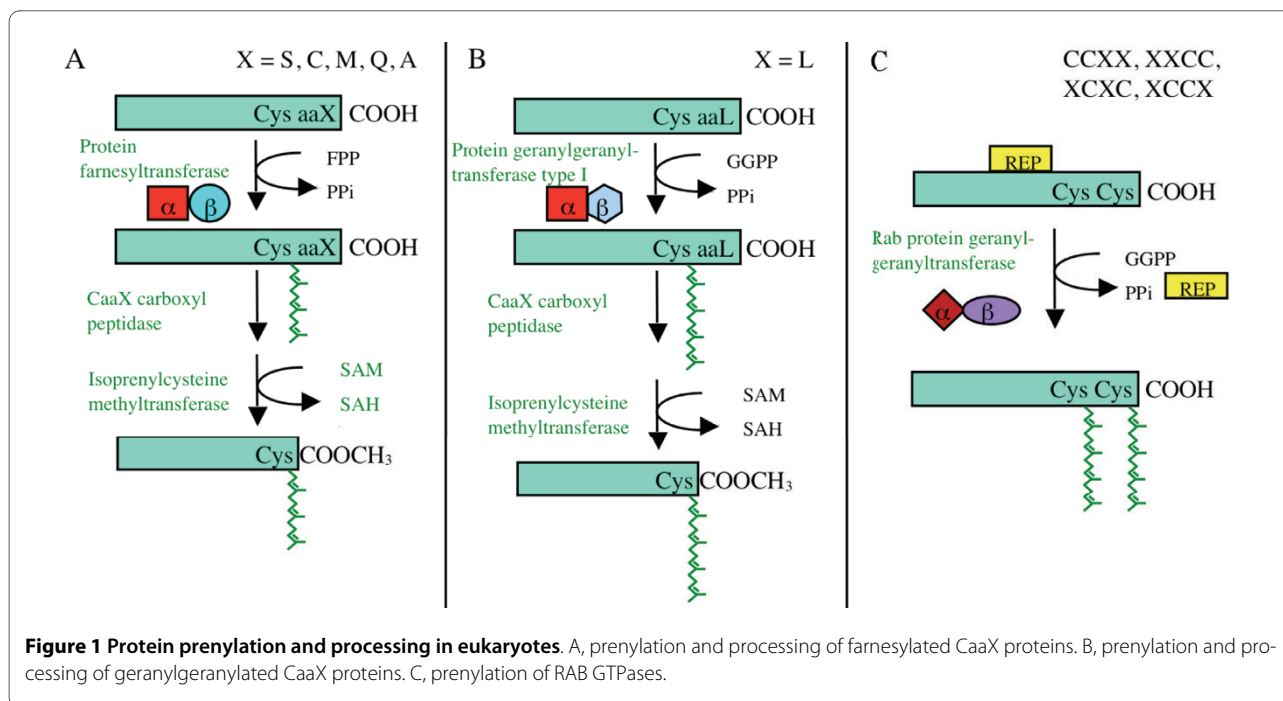 A
X = S, C, M, Q, A
Cys aaX COOH
Protein
farnesyltransferase
FPP
PPi
α β
Cys aaX COOH
CaaX carboxyl
peptidase
Isoprenylcysteine
methyltransferase
SAM
SAH
Cys COOCH₃
B
X = L
Cys aaL COOH
Protein geranylgeranyl-
transferase type I
GGPP
PPi
α β
Cys aaL COOH
CaaX carboxyl
peptidase
Isoprenylcysteine
methyltransferase
SAM
SAH
Cys COOCH₃
C
CCXX, XXCC,
XCXC, XCCX
REP
Cys Cys COOH
Rab protein geranyl-
geranyltransferase
GGPP
PPi REP
α β
Cys Cys COOH
Figure 1 Protein prenylation and processing in eukaryotes. A, prenylation and processing of farnesylated CaaX proteins. B, prenylation and pro-
cessing of geranylgeranylated CaaX proteins. C, prenylation of RAB GTPases.